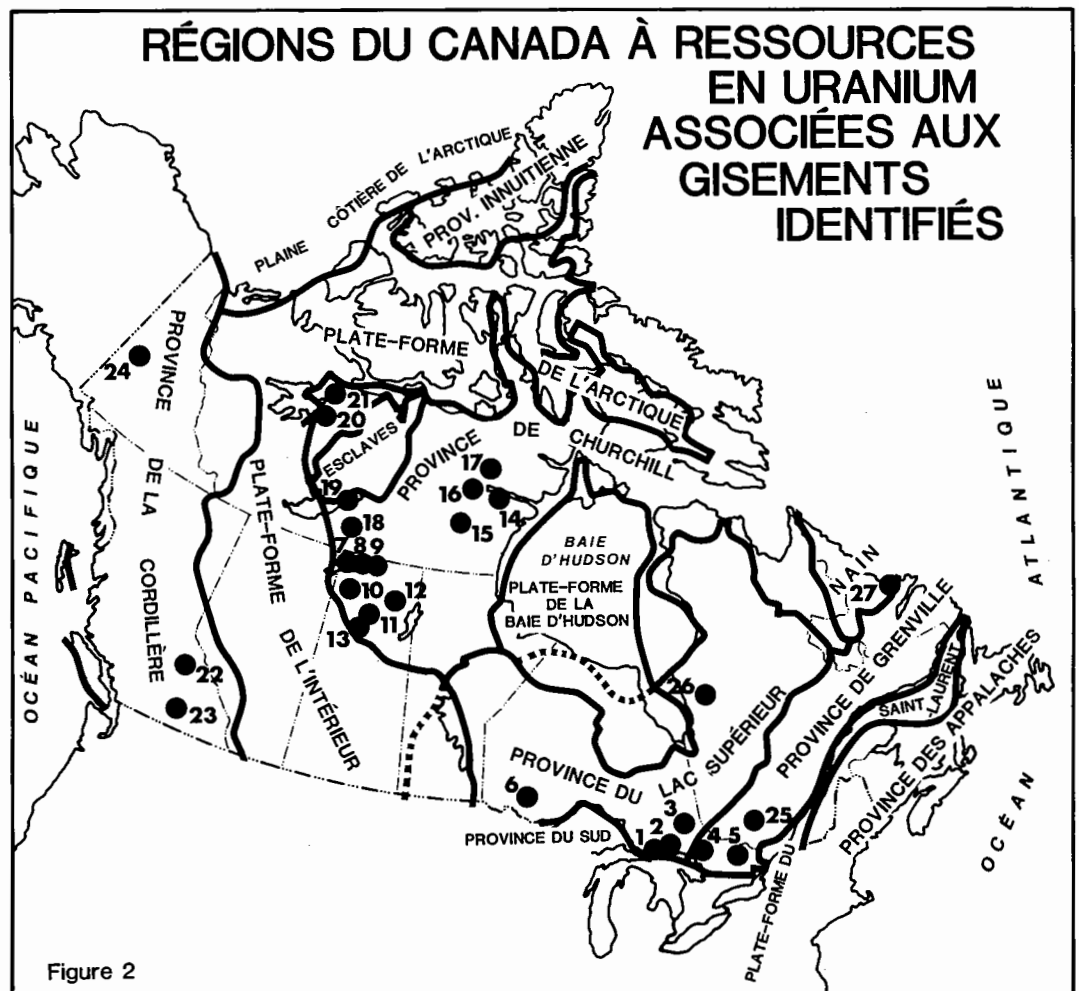 RÉGIONS DU CANADA À RESSOURCES
EN URANIUM
ASSOCIÉES AUX
GISEMENTS
IDENTIFIÉS
PLAINE CÔTIÈRE DE L'ARCTIQUE
PROV. INNUITIENNE
PLATE-FORME
DE L'ARCTIQUE
PROVINCE
DE LA
CORDILLÈRE
24
21
20
ESCLAVES
PROVINCE
DE
CHURCHILL
17
16
14
15
19
18
7 8 9
10
12
11
13
PLATE-FORME
DE L'INTÉRIEUR
22
23
BAIE
D'HUDSON
PLATE-FORME
DE LA
BAIE D'HUDSON
NAIN
27
26
PROVINCE DU LAC SUPÉRIEUR
PROVINCE DE GRENVILLE
SAINT-LAURENT
PLATE-FORME DU
PROVINCE DES APPALACHES
6
PROVINCE DU SUD
1 2 3
4 5
25
OCÉAN PACIFIQUE
OCÉAN
ATLANTIQUE
Figure 2